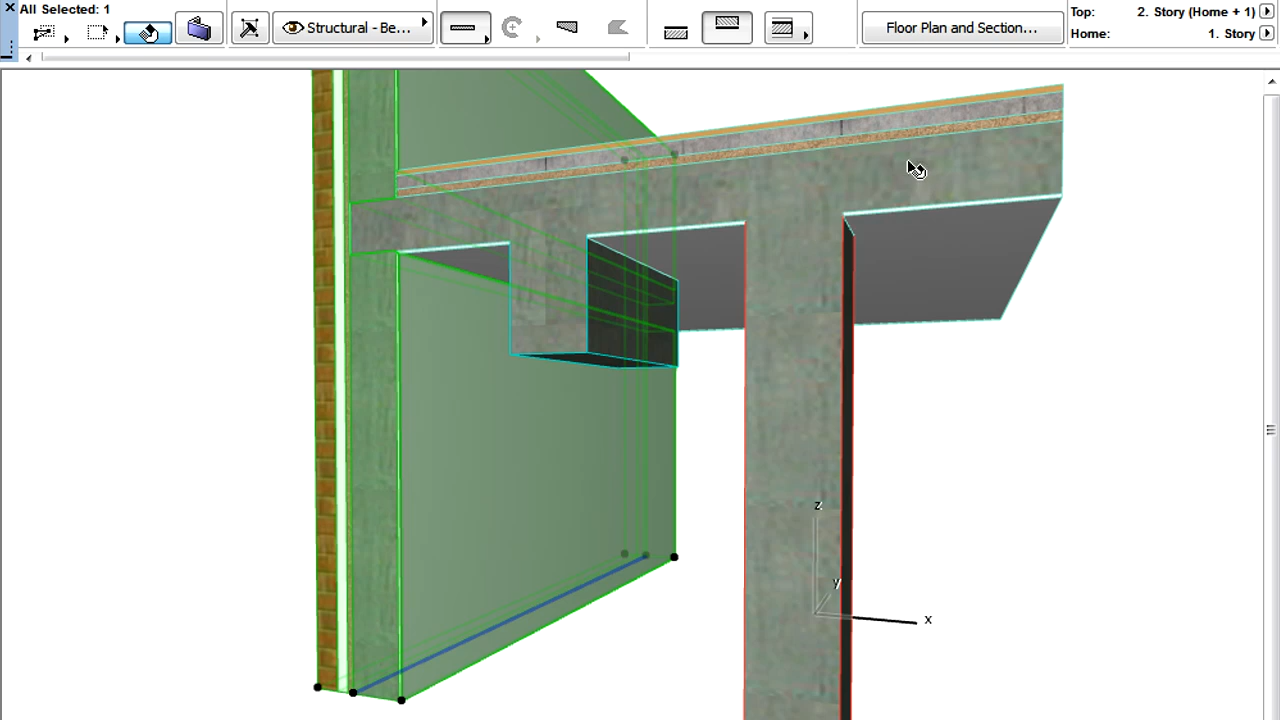 All Selected: 1
Structural - Be...
Floor Plan and Section...
Top: 2. Story (Home + 1)
Home: 1. Story
z
y
x